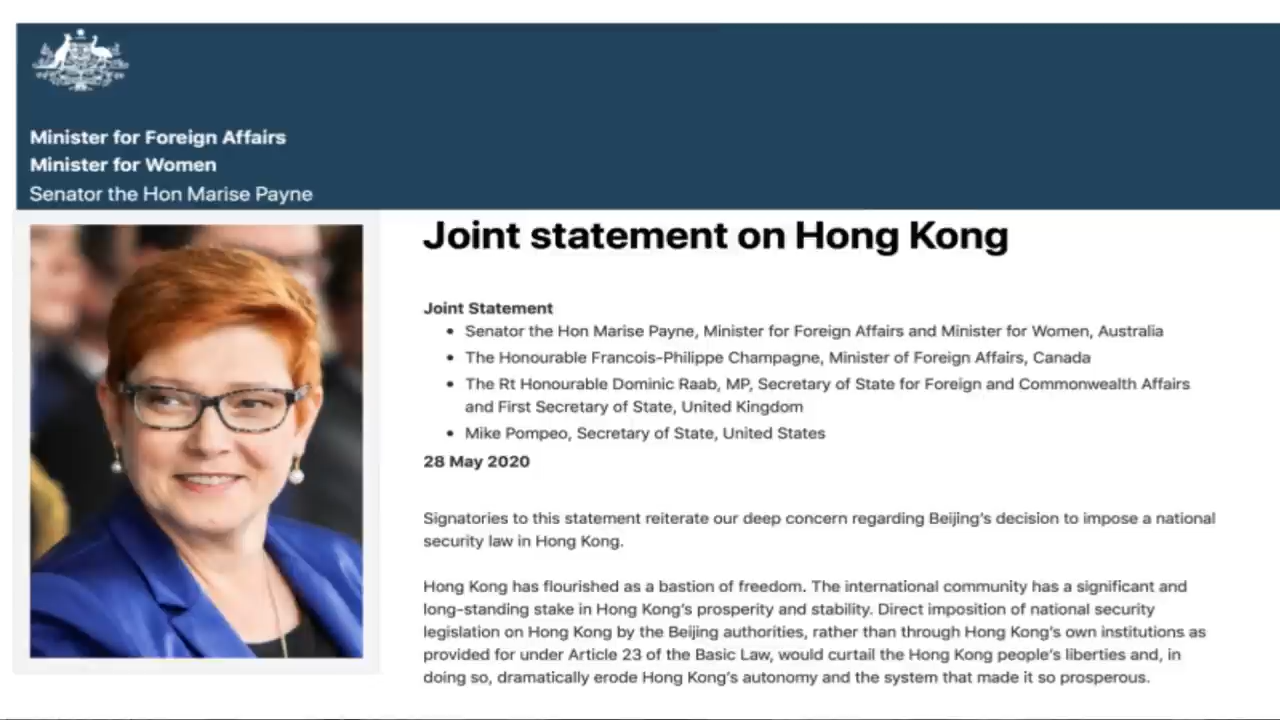 Minister for Foreign Affairs
Minister for Women
Senator the Hon Marise Payne
Joint statement on Hong Kong
Joint Statement
• Senator the Hon Marise Payne, Minister for Foreign Affairs and Minister for Women, Australia
• The Honourable Francois-Philippe Champagne, Minister of Foreign Affairs, Canada
• The Rt Honourable Dominic Raab, MP, Secretary of State for Foreign and Commonwealth Affairs
and First Secretary of State, United Kingdom
• Mike Pompeo, Secretary of State, United States
28 May 2020
Signatories to this statement reiterate our deep concern regarding Beijing's decision to impose a national
security law in Hong Kong.
Hong Kong has flourished as a bastion of freedom. The international community has a significant and
long-standing stake in Hong Kong's prosperity and stability. Direct imposition of national security
legislation on Hong Kong by the Beijing authorities, rather than through Hong Kong's own institutions as
provided for under Article 23 of the Basic Law, would curtail the Hong Kong people's liberties and, in
doing so, dramatically erode Hong Kong's autonomy and the system that made it so prosperous.